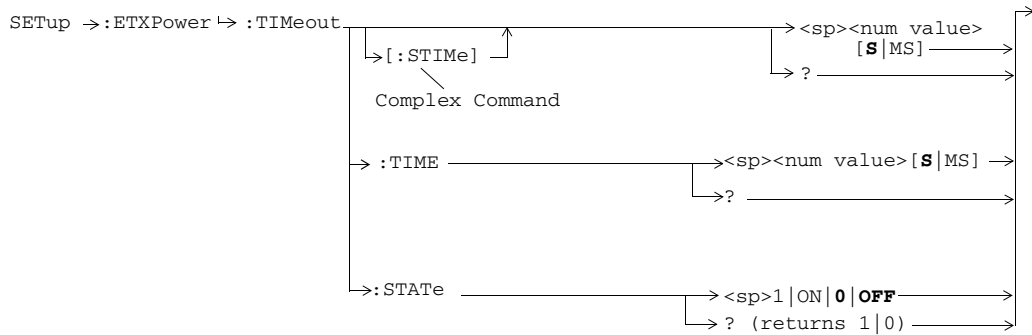 SETup :ETXPower :TIMeout <sp><num value>
[:STIMe] [S|MS]
?
Complex Command
:TIME <sp><num value>[S|MS]
?
:STATe <sp>1|ON|0|OFF
? (returns 1|0)